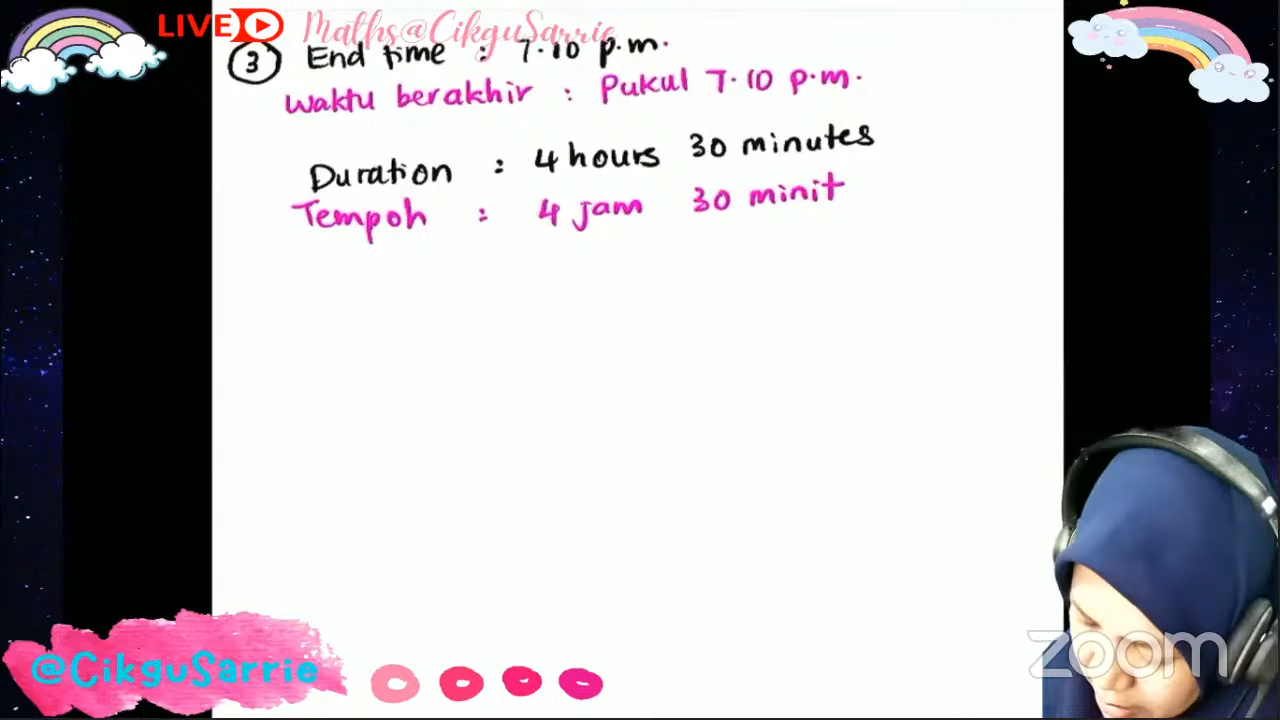 LIVE Maths@CikguSarrie
3 End time : 7.10 p.m.
Waktu berakhir : Pukul 7.10 p.m.
Duration : 4 hours 30 minutes
Tempoh : 4 jam 30 minit
@CikguSarrie
zoom